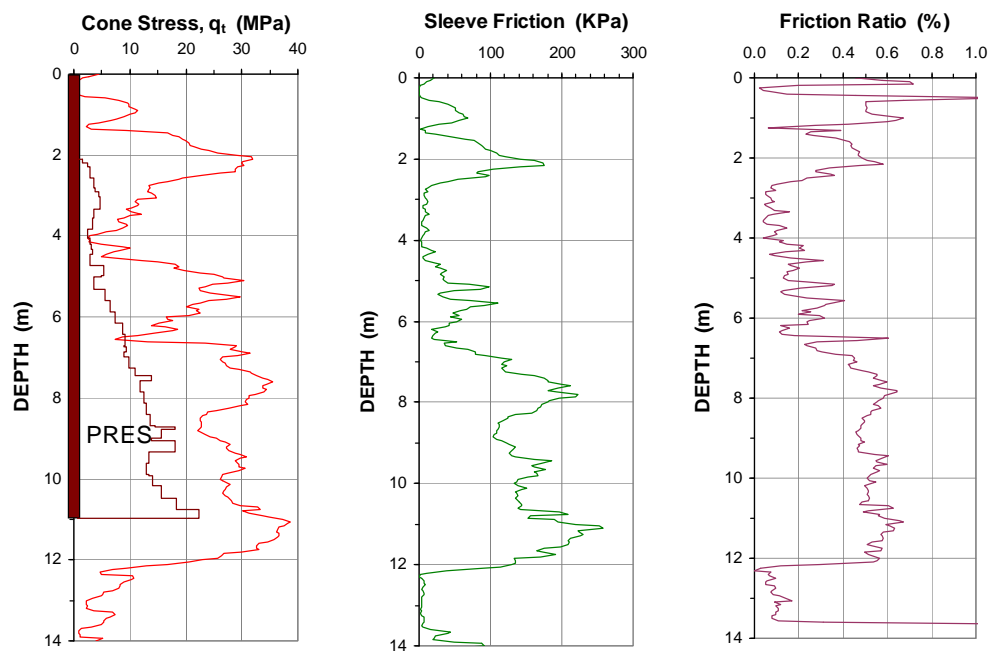 Cone Stress, qt (MPa)
0 10 20 30 40
0
2
4
6
8
10
12
14
DEPTH (m)
PRES
Sleeve Friction (KPa)
0 100 200 300
0
2
4
6
8
10
12
14
DEPTH (m)
Friction Ratio (%)
0.0 0.2 0.4 0.6 0.8 1.0
0
2
4
6
8
10
12
14
DEPTH (m)